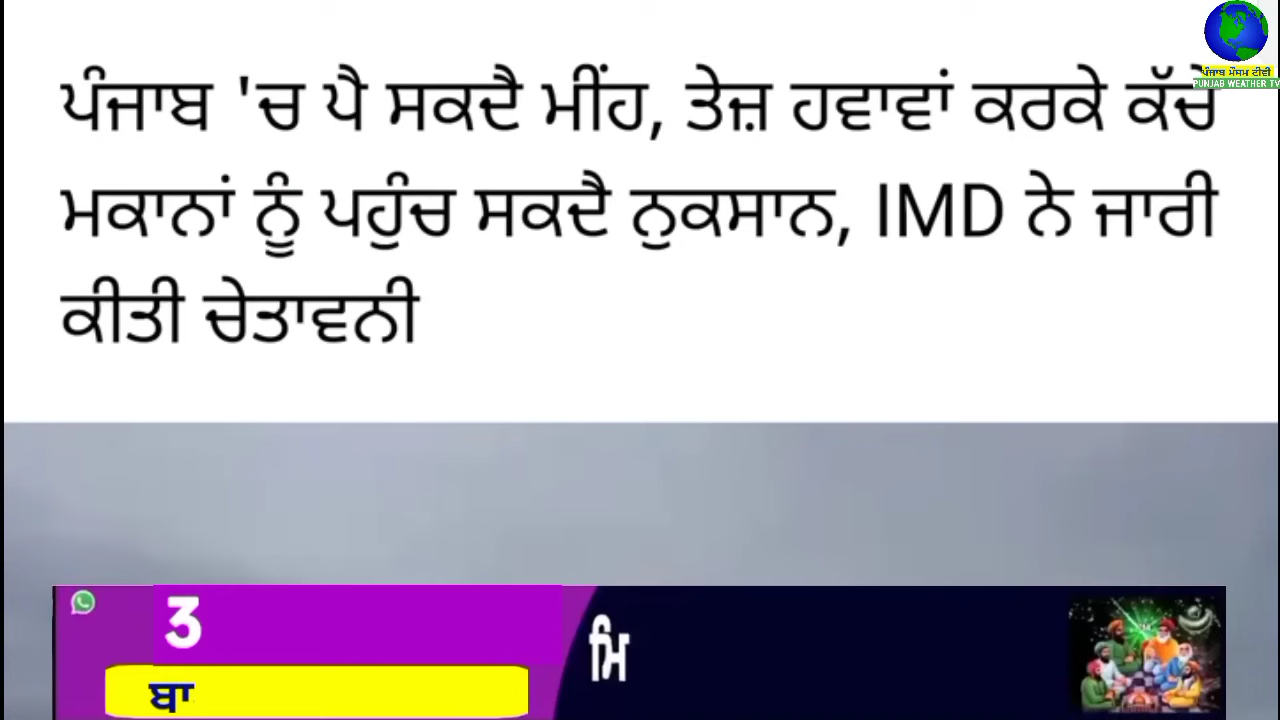 ਪੰਜਾਬ ਮੌਸਮ ਟੀਵੀ
PUNJAB WEATHER TV
ਪੰਜਾਬ 'ਚ ਪੈ ਸਕਦੈ ਮੀਂਹ, ਤੇਜ਼ ਹਵਾਵਾਂ ਕਰਕੇ ਕੱਚੇ
ਮਕਾਨਾਂ ਨੂੰ ਪਹੁੰਚ ਸਕਦੈ ਨੁਕਸਾਨ, IMD ਨੇ ਜਾਰੀ
ਕੀਤੀ ਚੇਤਾਵਨੀ
3
ਮਿ
ਬਾ